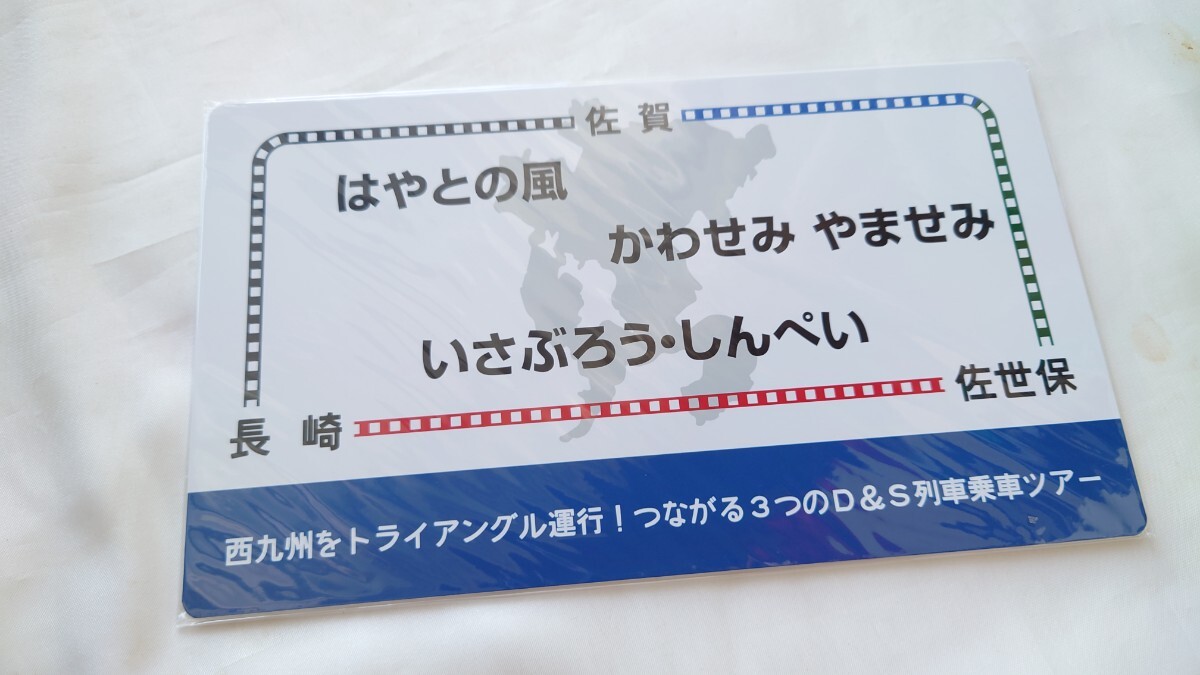 佐賀
はやとの風
かわせみ やませみ
いさぶろう・しんぺい
長崎
佐世保
西九州をトライアングル運行！つながる３つのＤ＆Ｓ列車乗車ツアー